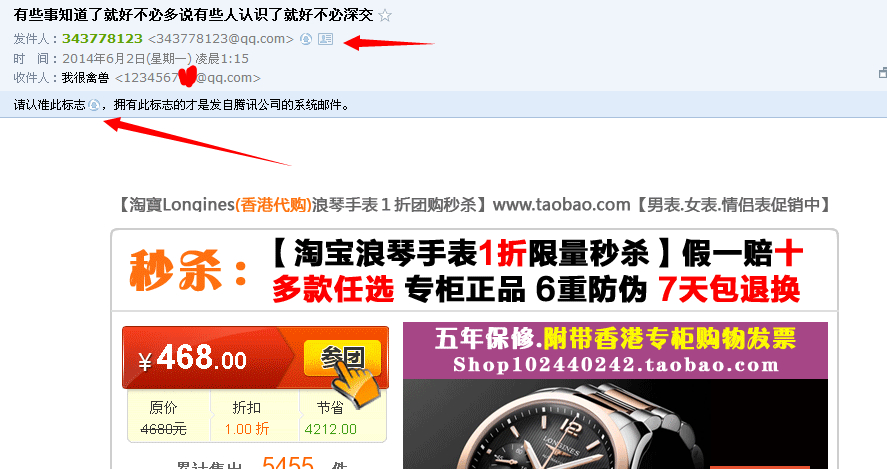 有些事知道了就好不必多说有些人认识了就好不必深交
发件人：343778123 <343778123@qq.com>
时 间：2014年6月2日(星期一) 凌晨1:15
收件人：我很禽兽 <1234567@qq.com>
请认准此标志，拥有此标志的才是发自腾讯公司的系统邮件。
【淘寶Longines(香港代购)浪琴手表1折团购秒杀】www.taobao.com【男表.女表.情侣表促销中】
秒杀：
【淘宝浪琴手表1折限量秒杀】假一赔十
多款任选 专柜正品 6重防伪 7天包退换
¥468.00 参团
原价 折扣 节省
4680元 1.00 折 4212.00
累计售出 5455 件
五年保修.附带香港专柜购物发票
Shop102440242.taobao.com
LONGINES